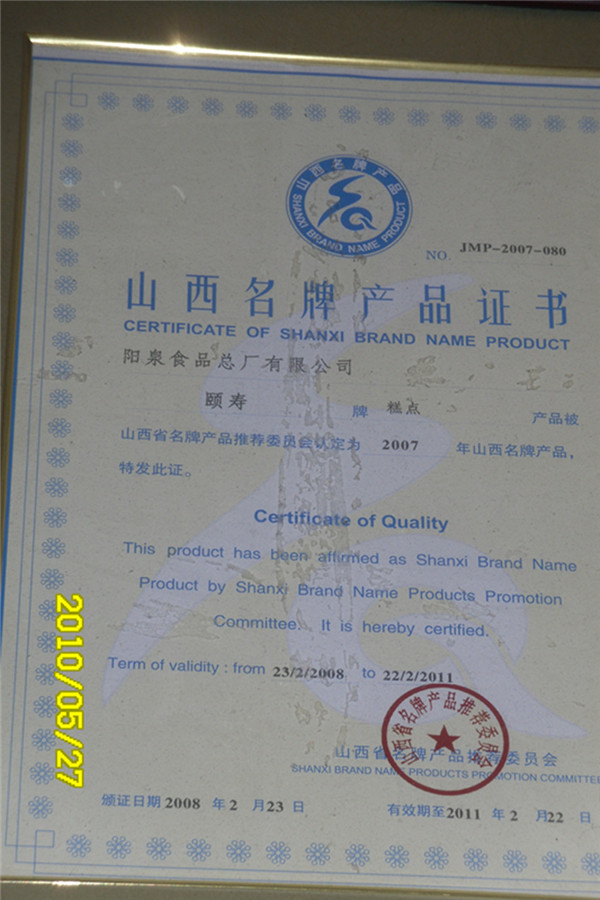 山西名牌产品
SHANXI BRAND NAME PRODUCT
NO. JMP-2007-080
山西名牌产品证书
CERTIFICATE OF SHANXI BRAND NAME PRODUCT
阳泉食品总厂有限公司
颐寿 牌 糕点 产品被
山西省名牌产品推荐委员会认定为 2007 年山西名牌产品,
特发此证。
Certificate of Quality
This product has been affirmed as Shanxi Brand Name
Product by Shanxi Brand Name Products Promotion
Committee. It is hereby certified.
Term of validity : from 23/2/2008 to 22/2/2011
山西省名牌产品推荐委员会
山西省名牌产品推荐委员会
SHANXI BRAND NAME PRODUCTS PROMOTION COMMITTEE
颁证日期 2008 年 2 月 23 日 有效期至 2011 年 2 月 22 日
2010/05/27